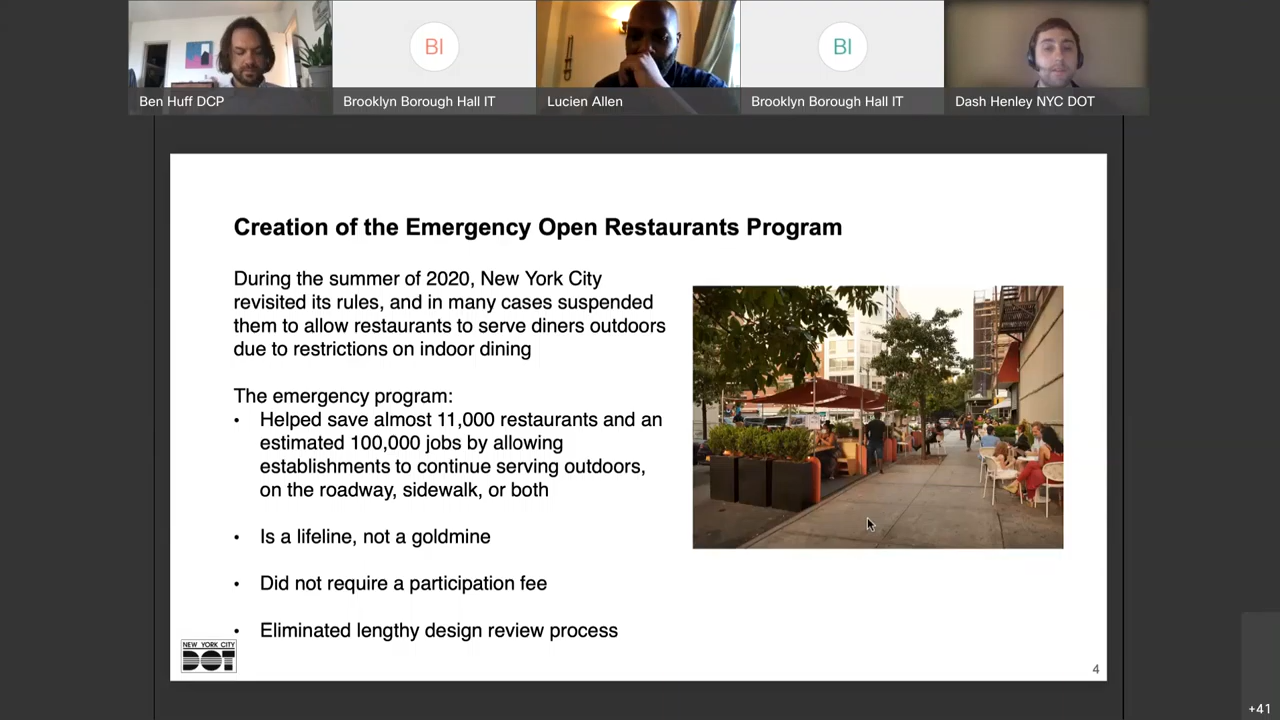 BI
BI
Ben Huff DCP
Brooklyn Borough Hall IT
Lucien Allen
Brooklyn Borough Hall IT
Dash Henley NYC DOT
Creation of the Emergency Open Restaurants Program
During the summer of 2020, New York City
revisited its rules, and in many cases suspended
them to allow restaurants to serve diners outdoors
due to restrictions on indoor dining
The emergency program:
• Helped save almost 11,000 restaurants and an
estimated 100,000 jobs by allowing
establishments to continue serving outdoors,
on the roadway, sidewalk, or both
• Is a lifeline, not a goldmine
• Did not require a participation fee
• Eliminated lengthy design review process
NEW YORK CITY
DOT
4
+41